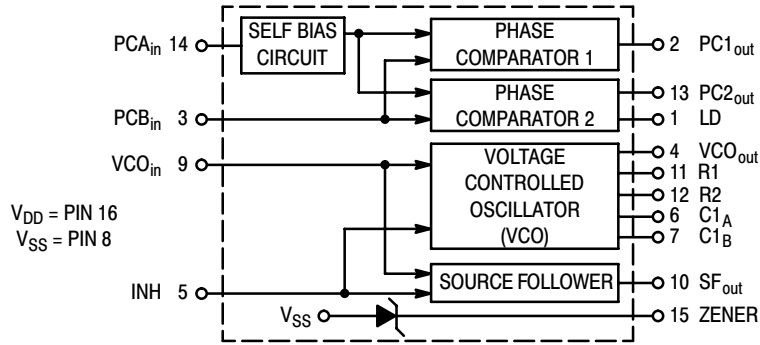 PCAin 14
SELF BIAS
CIRCUIT
PHASE
COMPARATOR 1
2 PC1out
PCBin 3
PHASE
COMPARATOR 2
13 PC2out
1 LD
VCOin 9
VOLTAGE
CONTROLLED
OSCILLATOR
(VCO)
4 VCOout
11 R1
12 R2
6 C1A
7 C1B
VDD = PIN 16
VSS = PIN 8
INH 5
SOURCE FOLLOWER
10 SFout
VSS
15 ZENER